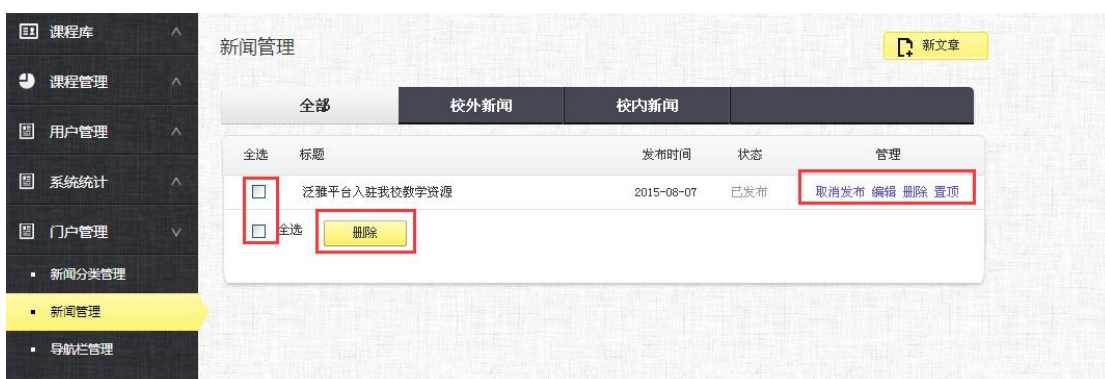 课程库
课程管理
用户管理
系统统计
门户管理
新闻分类管理
新闻管理
导航栏管理
新闻管理
新文章
全部 校外新闻 校内新闻
全选 标题 发布时间 状态 管理
泛雅平台入驻我校教学资源 2015-08-07 已发布 取消发布 编辑 删除 置顶
全选 删除